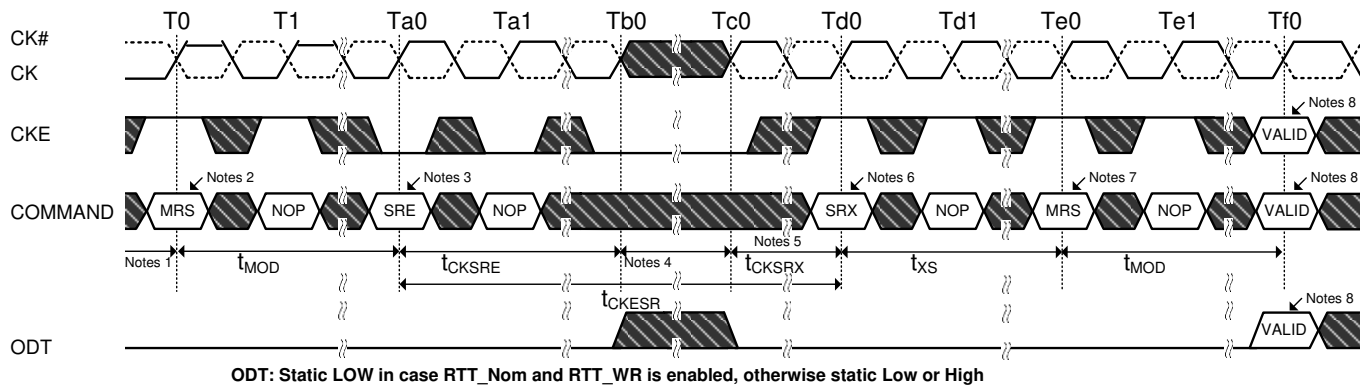 T0 T1 Ta0 Ta1 Tb0 Tc0 Td0 Td1 Te0 Te1 Tf0
CK#
CK
Notes 8
CKE
VALID
Notes 2 Notes 3 Notes 6 Notes 7 Notes 8
COMMAND MRS NOP SRE NOP SRX NOP MRS NOP VALID
Notes 1 tMOD tCKSRE Notes 4 Notes 5 tCKSRX tXS tMOD
tCKESR
Notes 8
ODT VALID
ODT: Static LOW in case RTT_Nom and RTT_WR is enabled, otherwise static Low or High